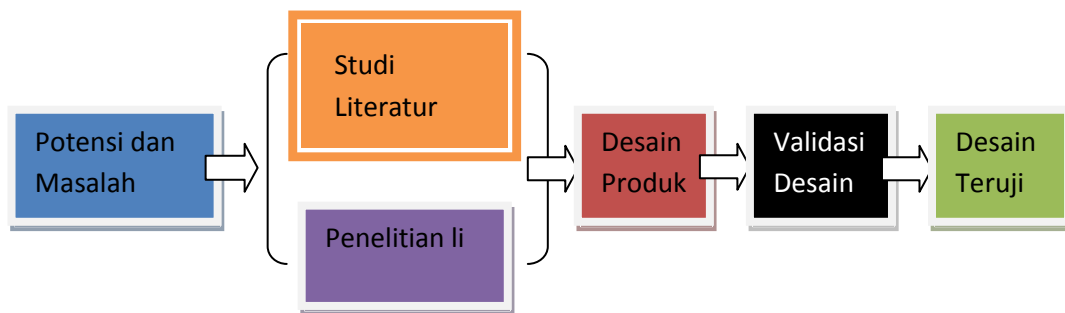 Potensi dan
Masalah
Studi
Literatur
Penelitian li
Desain
Produk
Validasi
Desain
Desain
Teruji